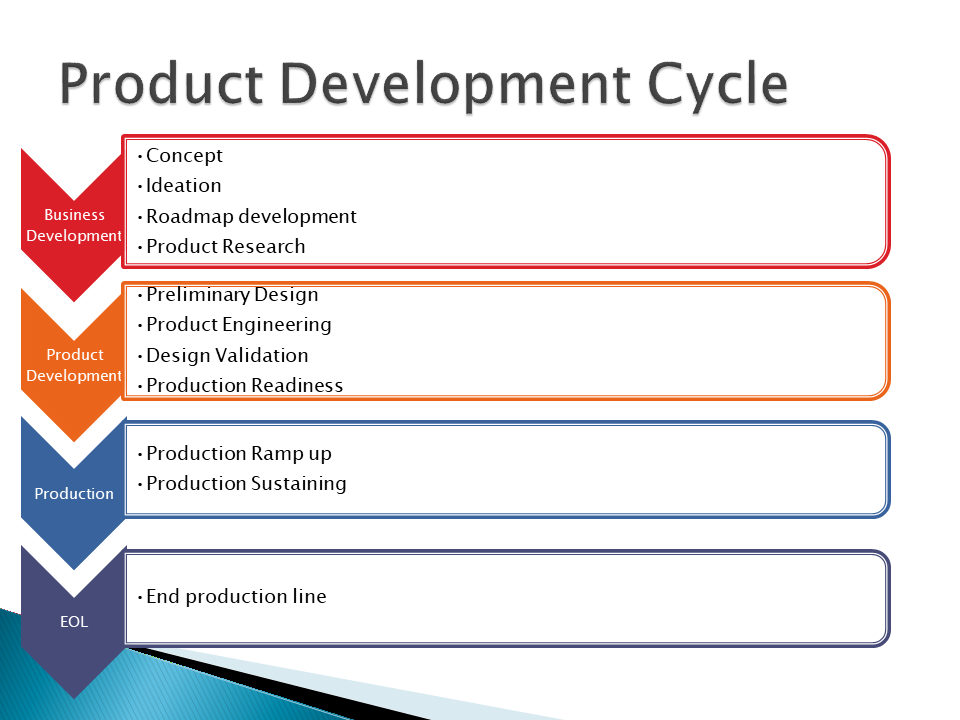 Product Development Cycle
Business
Development
•Concept
•Ideation
•Roadmap development
•Product Research
Product
Development
•Preliminary Design
•Product Engineering
•Design Validation
•Production Readiness
Production
•Production Ramp up
•Production Sustaining
EOL
•End production line